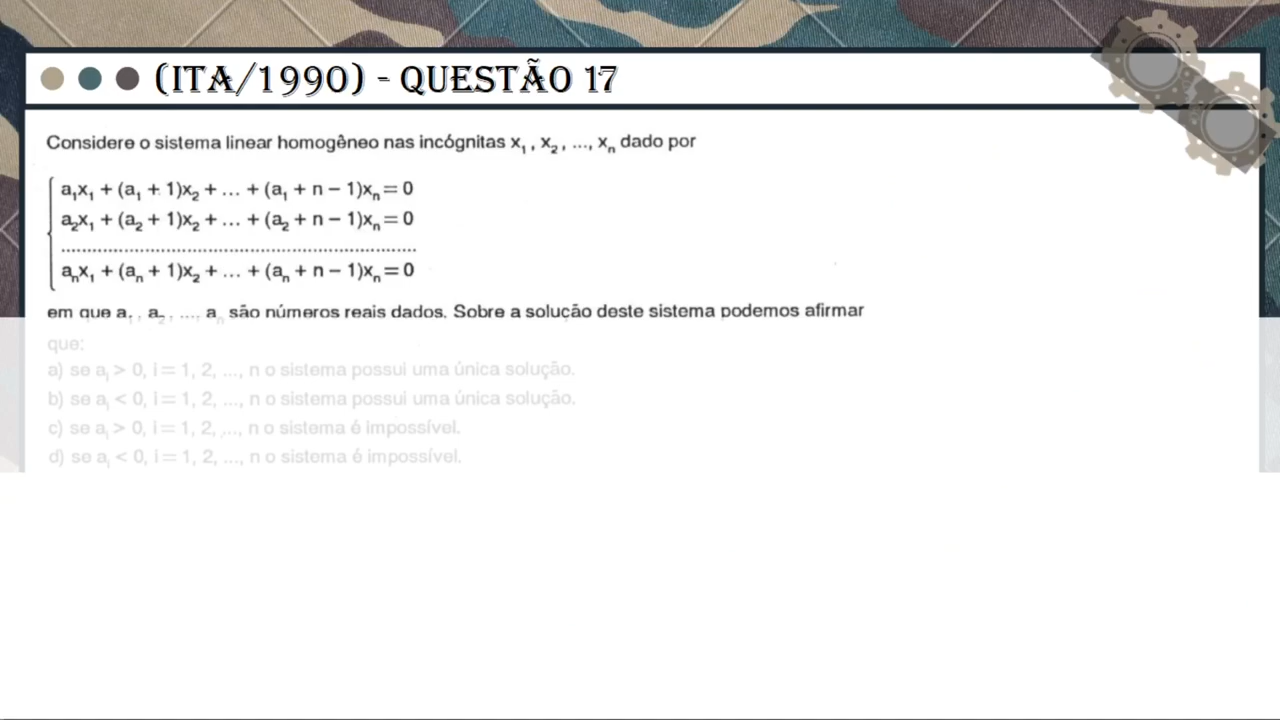 (ITA/1990) - QUESTÃO 17
Considere o sistema linear homogêneo nas incógnitas x₁, x₂, ..., xₙ dado por
a₁x₁ + (a₁ + 1)x₂ + ... + (a₁ + n − 1)xₙ = 0
a₂x₁ + (a₂ + 1)x₂ + ... + (a₂ + n − 1)xₙ = 0
................................................................
aₙx₁ + (aₙ + 1)x₂ + ... + (aₙ + n − 1)xₙ = 0
em que a₁, a₂, ..., aₙ são números reais dados. Sobre a solução deste sistema podemos afirmar
que:
a) se aᵢ > 0, i = 1, 2, ..., n o sistema possui uma única solução.
b) se aᵢ < 0, i = 1, 2, ..., n o sistema possui uma única solução.
c) se aᵢ > 0, i = 1, 2, ..., n o sistema é impossível.
d) se aᵢ < 0, i = 1, 2, ..., n o sistema é impossível.